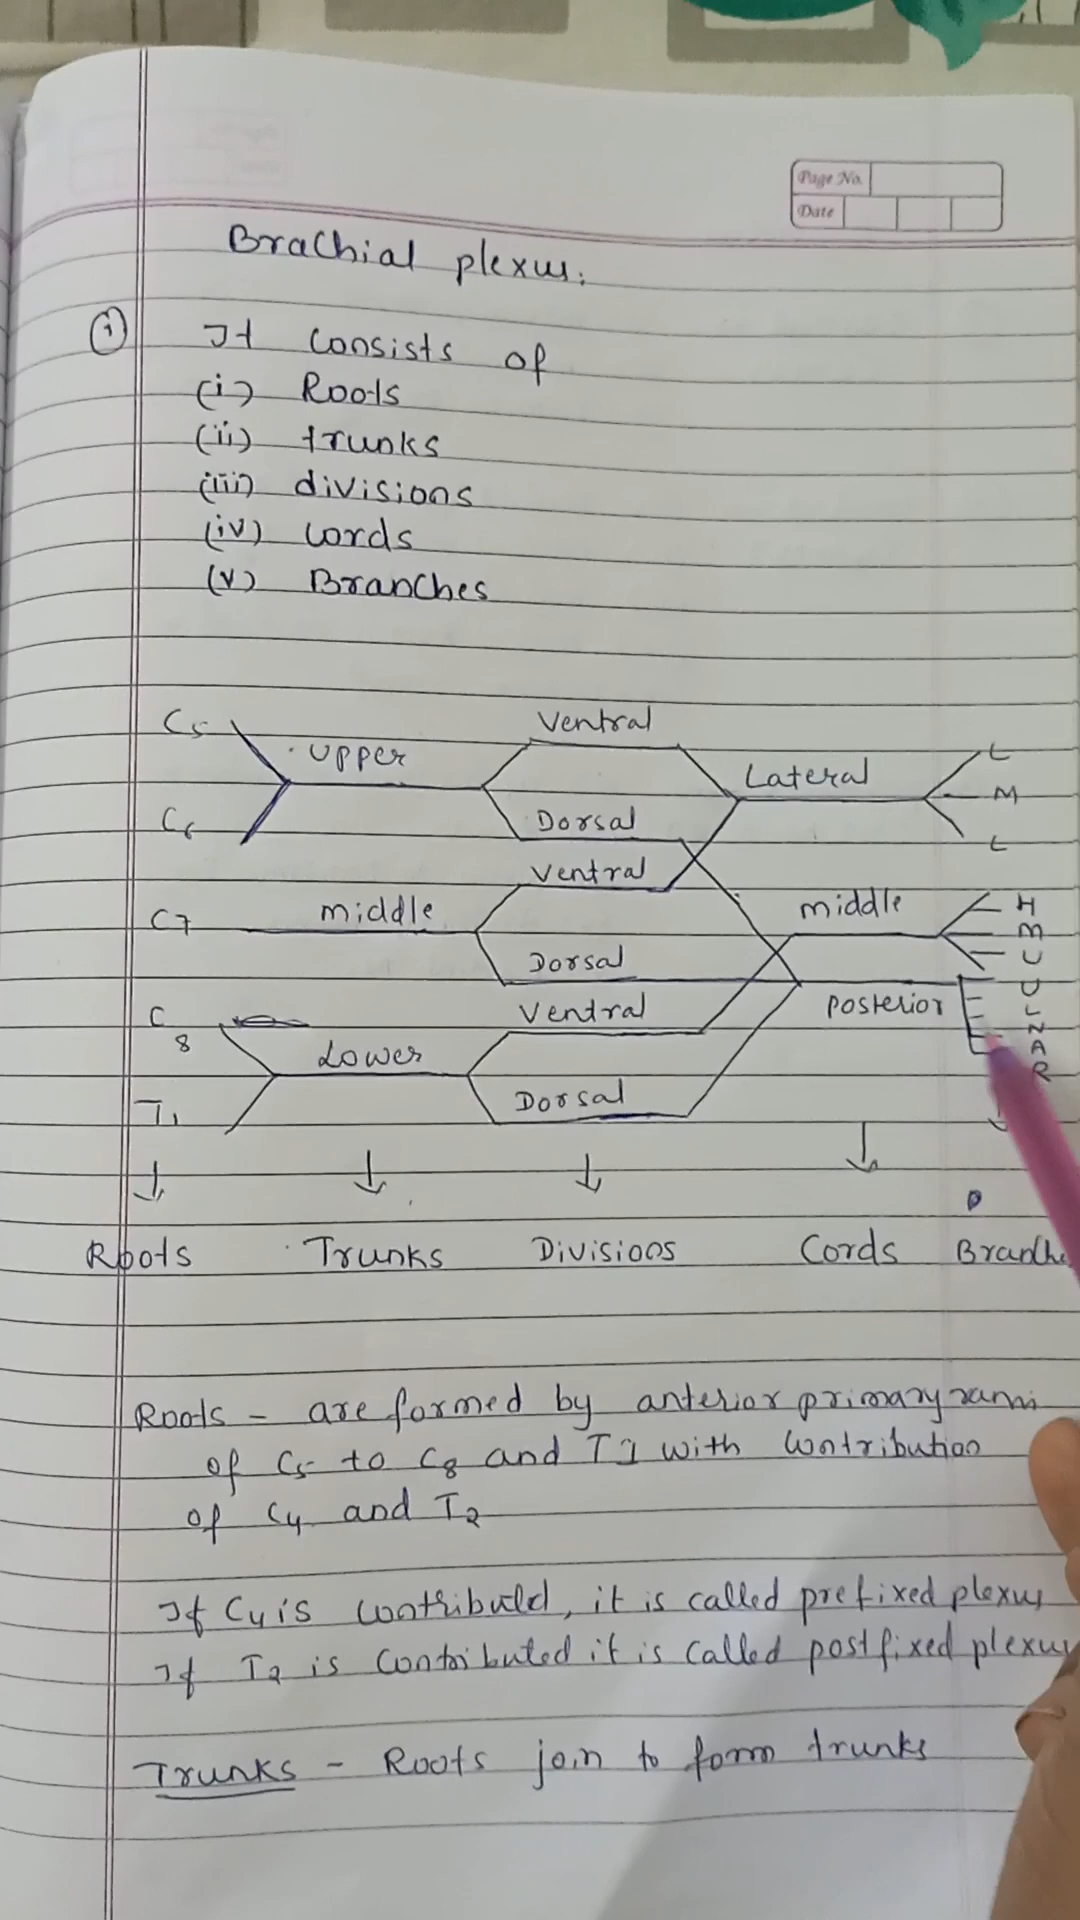 Page No.
Date
Brachial plexus.
① It consists of
(i) Roots
(ii) trunks
(iii) divisions
(iv) Cords
(v) Branches
C5
Upper
Ventral
Lateral
L
M
L
C6
Dorsal
Ventral
C7
middle
middle
H
M
U
Dorsal
C8
Ventral
Posterior
U
L
N
A
R
Lower
T1
Dorsal
Roots
Trunks
Divisions
Cords
Branche
Roots - are formed by anterior primary rami
of C5 to C8 and T1 with Contribution
of C4 and T2
If C4 is Contributed, it is called prefixed plexus
If T2 is Contributed it is called postfixed plexus
Trunks - Roots join to form trunks